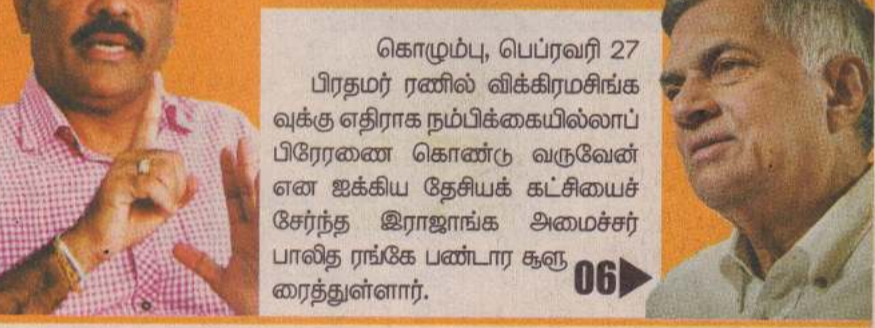 கொழும்பு, பெப்ரவரி 27
பிரதமர் ரணில் விக்கிரமசிங்க
வுக்கு எதிராக நம்பிக்கையில்லாப்
பிரேரணை கொண்டு வருவேன்
என ஐக்கிய தேசியக் கட்சியைச்
சேர்ந்த இராஜாங்க அமைச்சர்
பாலித ரங்கே பண்டார சூளு
ரைத்துள்ளார். 06